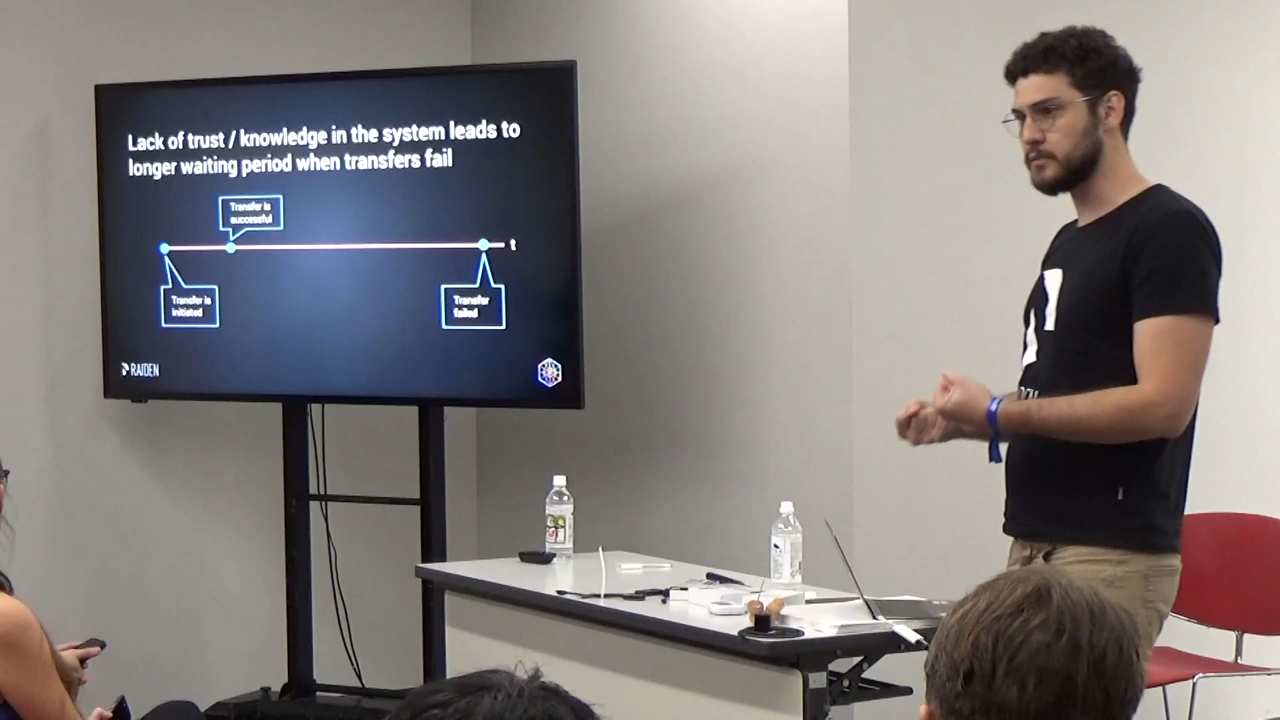 Lack of trust / knowledge in the system leads to
longer waiting period when transfers fail
Transfer is
successful
t
Transfer is
initiated
Transfer
failed
RAIDEN